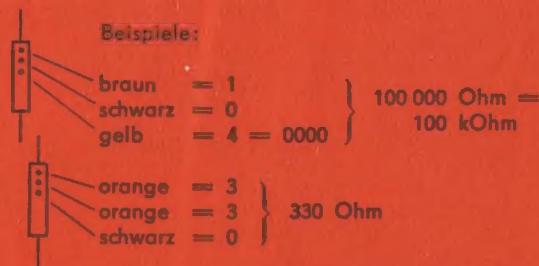 Beispiele:
braun = 1
schwarz = 0
gelb = 4 = 0000
100 000 Ohm =
100 kOhm
orange = 3
orange = 3
schwarz = 0
330 Ohm